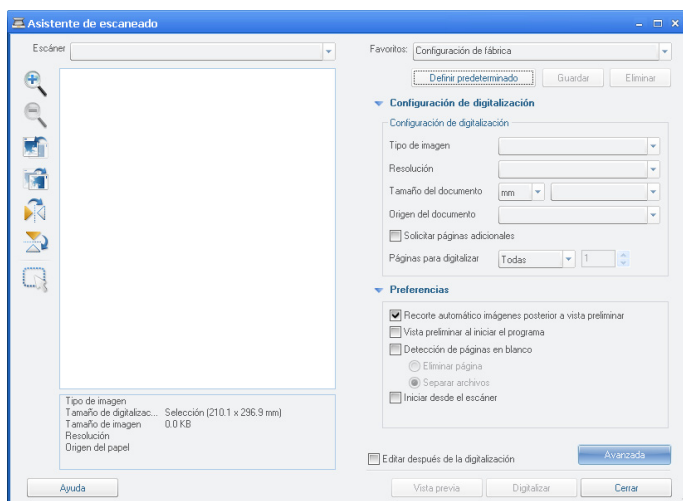 Asistente de escaneado
Escáner
Favoritos: Configuración de fábrica
Definir predeterminado Guardar Eliminar
Configuración de digitalización
Configuración de digitalización
Tipo de imagen
Resolución
Tamaño del documento mm
Origen del documento
Solicitar páginas adicionales
Páginas para digitalizar Todas 1
Preferencias
Recorte automático imágenes posterior a vista preliminar
Vista preliminar al iniciar el programa
Detección de páginas en blanco
Eliminar página
Separar archivos
Iniciar desde el escáner
Tipo de imagen
Tamaño de digitalizac... Selección (210.1 x 296.9 mm)
Tamaño de imagen 0.0 KB
Resolución
Origen del papel
Editar después de la digitalización Avanzada
Ayuda Vista previa Digitalizar Cerrar